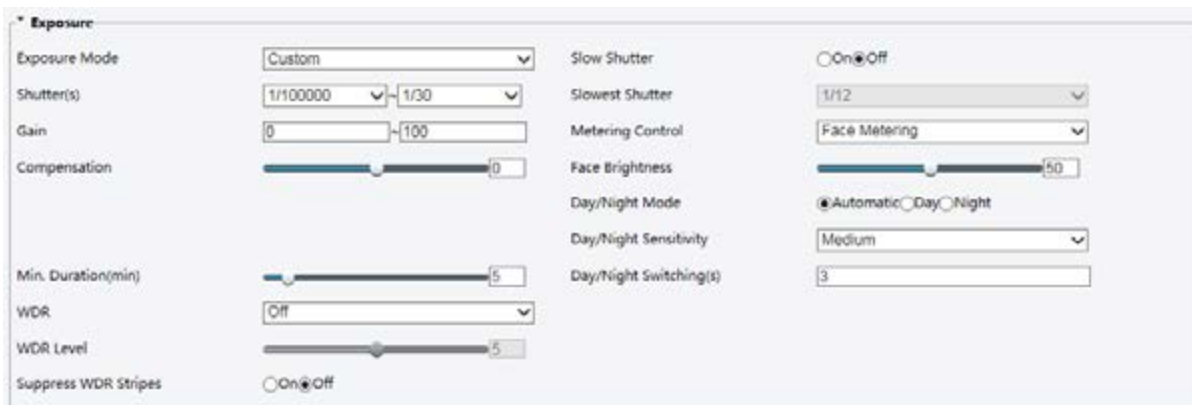 Exposure
Exposure Mode Custom Slow Shutter On Off
Shutter(s) 1/100000 ~ 1/30 Slowest Shutter 1/12
Gain 0 ~ 100 Metering Control Face Metering
Compensation 0 Face Brightness 50
Day/Night Mode Automatic Day Night
Day/Night Sensitivity Medium
Min. Duration(min) 5 Day/Night Switching(s) 3
WDR Off
WDR Level 5
Suppress WDR Stripes On Off